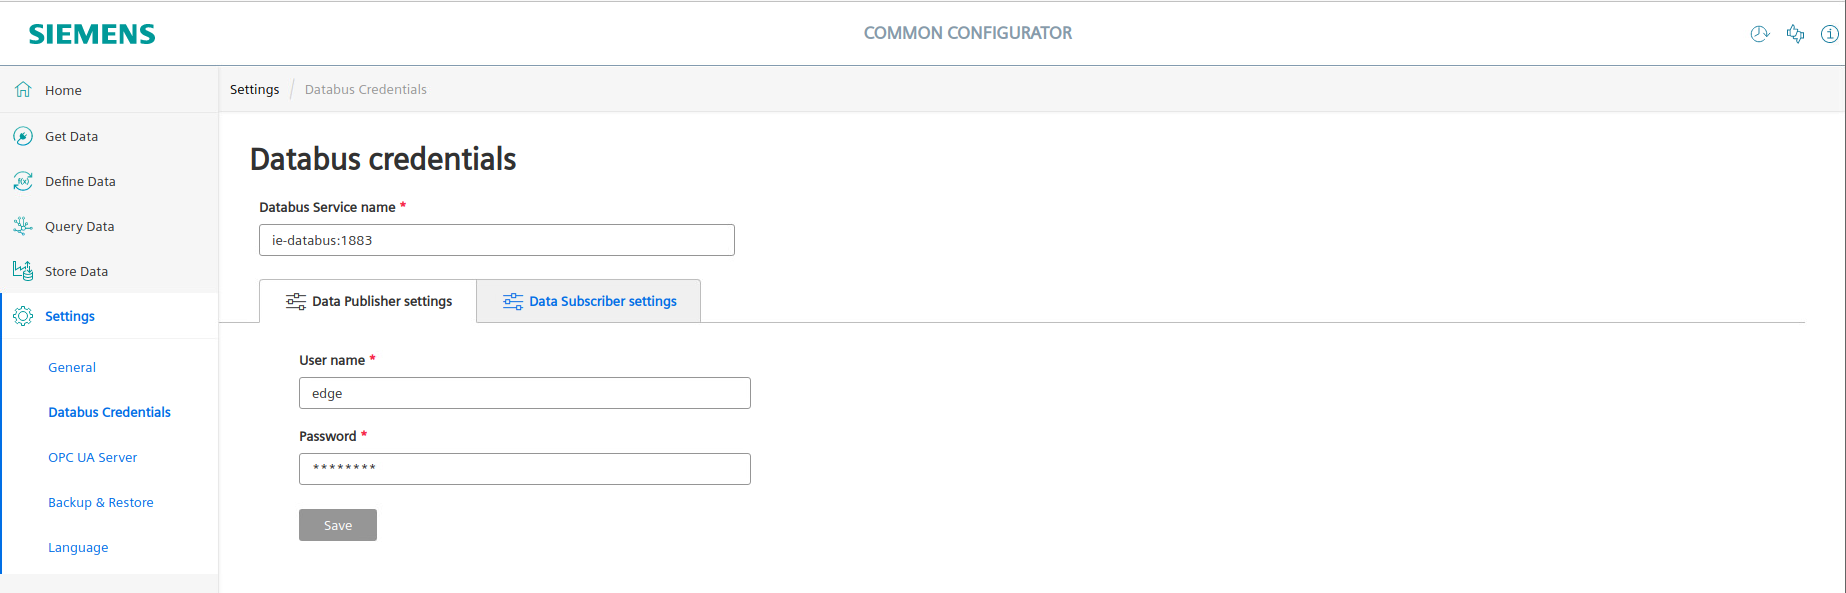 SIEMENS
COMMON CONFIGURATOR
Home
Get Data
Define Data
Query Data
Store Data
Settings
General
Databus Credentials
OPC UA Server
Backup & Restore
Language
Settings / Databus Credentials
Databus credentials
Databus Service name *
ie-databus:1883
Data Publisher settings
Data Subscriber settings
User name *
edge
Password *
********
Save